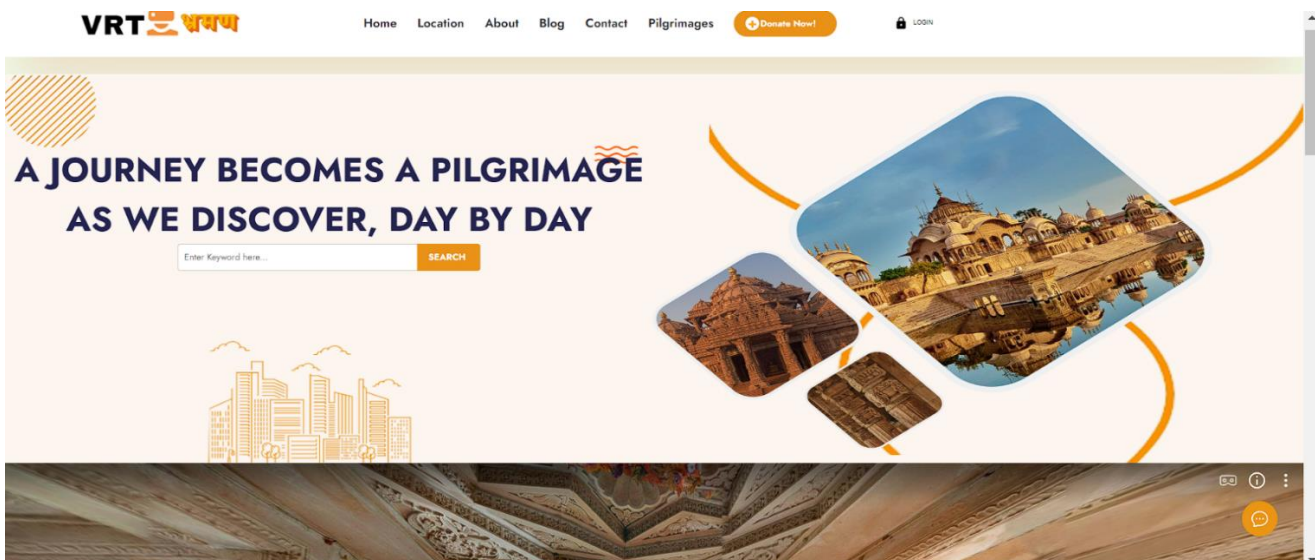 VRT भ्रमण
Home Location About Blog Contact Pilgrimages Donate Now! LOGIN
A JOURNEY BECOMES A PILGRIMAGE
AS WE DISCOVER, DAY BY DAY
Enter Keyword here... SEARCH